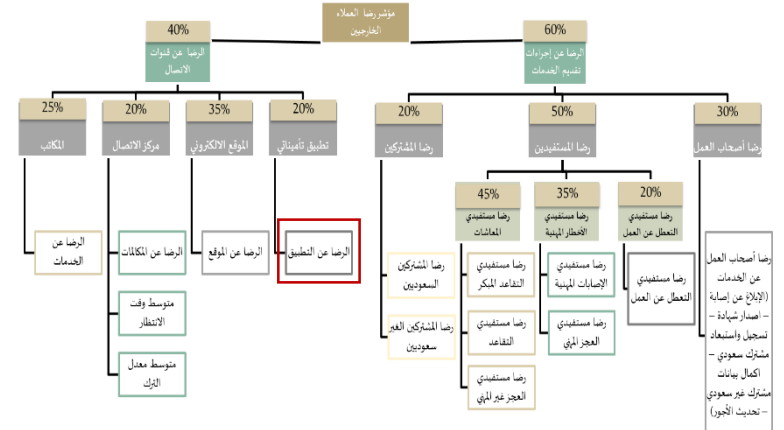 مؤشر رضا العملاء
الخارجيين
60%
الرضا عن إجراءات
تقديم الخدمات
40%
الرضا عن قنوات
الاتصال
30%
رضا أصحاب العمل
50%
رضا المستفيدين
20%
رضا المشتركين
20%
تطبيق تأميناتي
35%
الموقع الالكتروني
20%
مركز الاتصال
25%
المكاتب
20%
رضا مستفيدي
التعطل عن العمل
35%
رضا مستفيدي
الأخطار المهنية
45%
رضا مستفيدي
المعاشات
رضا أصحاب العمل
عن الخدمات
(الإبلاغ عن إصابة
– اصدار شهادة –
تسجيل واستبعاد
مشترك سعودي –
اكمال بيانات
مشترك غير سعودي
– تحديث الأجور)
رضا مستفيدي
التعطل عن العمل
رضا مستفيدي
الإصابات المهنية
رضا مستفيدي
العجز المهني
رضا مستفيدي
التقاعد المبكر
رضا مستفيدي
التقاعد
رضا مستفيدي
العجز غير المهني
رضا المشتركين
السعوديين
رضا المشتركين الغير
سعوديين
الرضا عن التطبيق
الرضا عن الموقع
الرضا عن المكالمات
متوسط وقت
الانتظار
متوسط معدل
الترك
الرضا عن
الخدمات